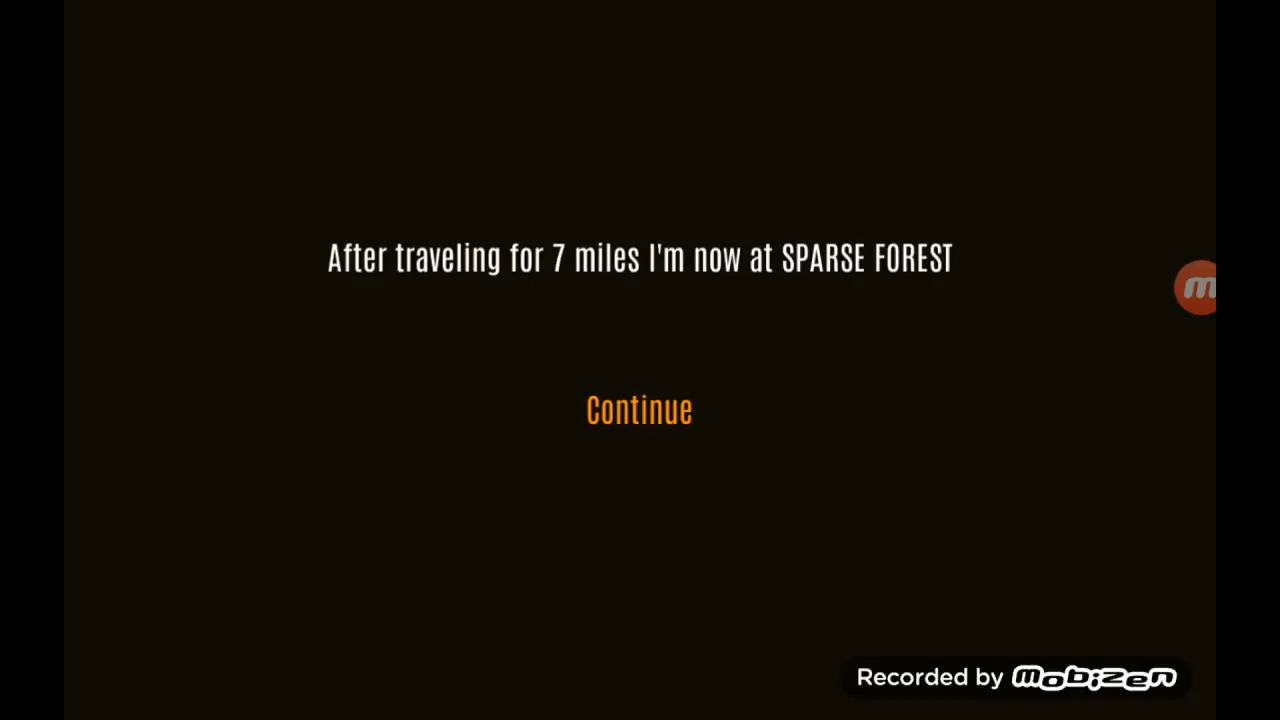 After traveling for 7 miles I'm now at SPARSE FOREST
m
Continue
Recorded by mobizen